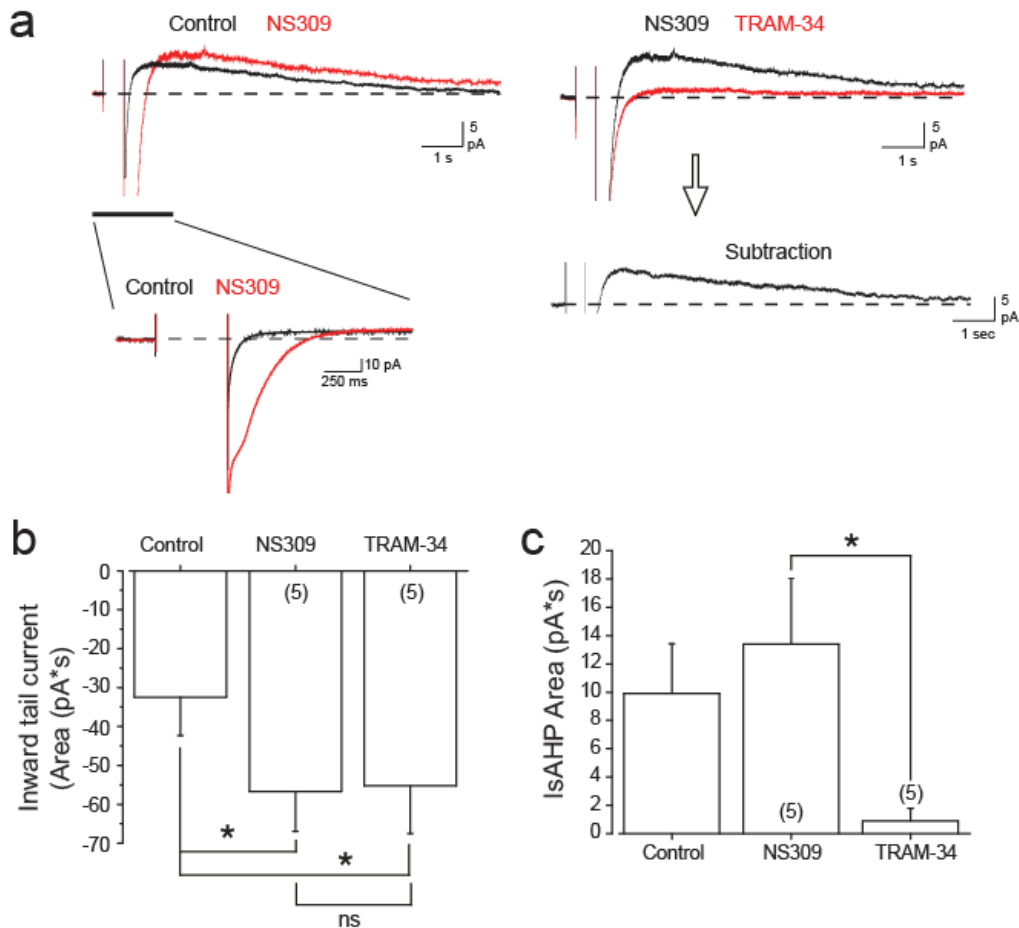 a
Control NS309
5
pA
1 s
NS309 TRAM-34
5
pA
1 s
Subtraction
5
pA
1 sec
Control NS309
10 pA
250 ms
b
Control NS309 TRAM-34
Inward tail current
(Area (pA*s)
0
-10
-20
-30
-40
-50
-60
-70
(5) (5)
*
*
ns
c
IsAHP Area (pA*s)
20
18
16
14
12
10
8
6
4
2
0
*
(5) (5)
Control NS309 TRAM-34